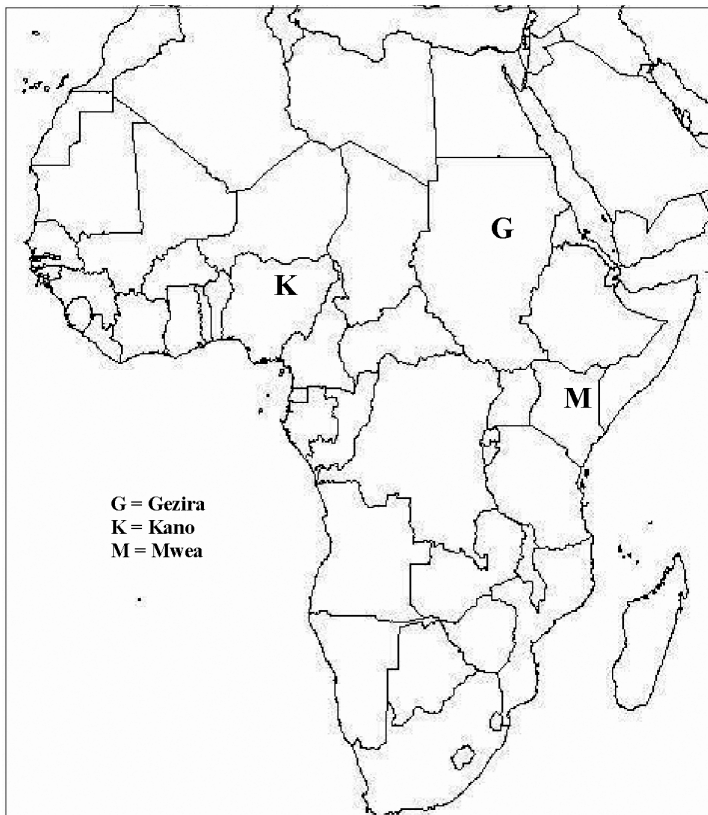 G
K
M
G = Gezira
K = Kano
M = Mwea